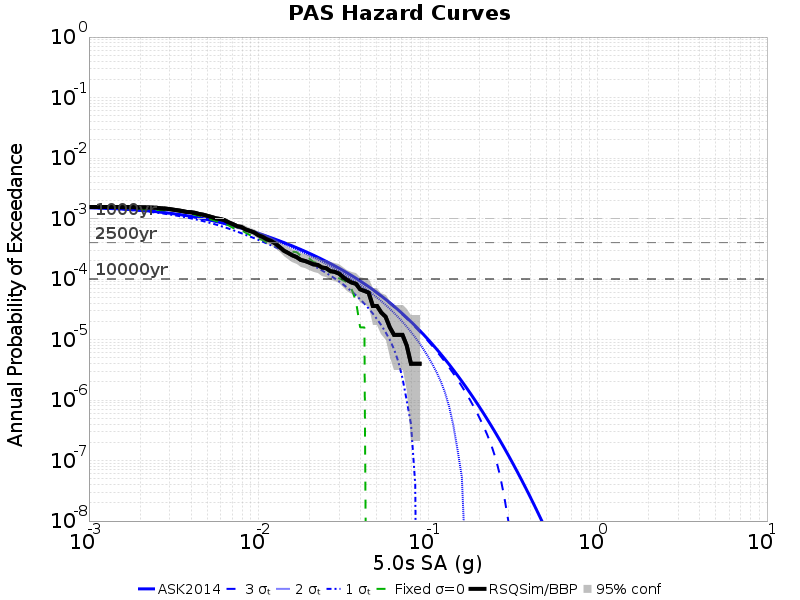 PAS Hazard Curves
Annual Probability of Exceedance
10^0
10^-1
10^-2
10^-3
10^-4
10^-5
10^-6
10^-7
10^-8
1000yr
2500yr
10000yr
10^-3
10^-2
10^-1
10^0
10^1
5.0s SA (g)
ASK2014 3 σₜ 2 σₜ 1 σₜ Fixed σ=0 RSQSim/BBP 95% conf